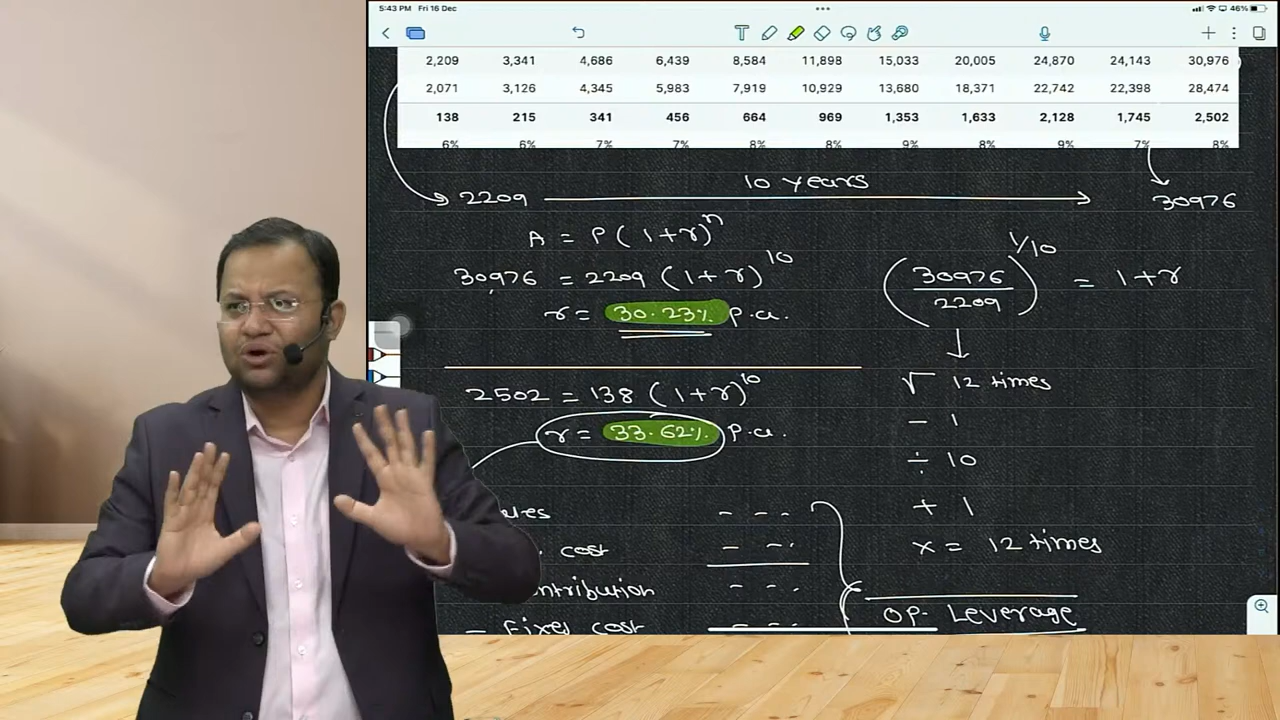 5:43 PM Fri 16 Dec
46%
2,209 3,341 4,686 6,439 8,584 11,898 15,033 20,005 24,870 24,143 30,976
2,071 3,126 4,345 5,983 7,919 10,929 13,680 18,371 22,742 22,398 28,474
138 215 341 456 664 969 1,353 1,633 2,128 1,745 2,502
6% 6% 7% 7% 8% 8% 9% 8% 9% 7% 8%
2209 10 years 30976
A = P(1+r)^n
30976 = 2209 (1+r)^10
r = 30.23% p.a.
(30976/2209)^1/10 = 1+r
√ 12 times
- 1
÷ 10
+ 1
x = 12 times
2502 = 138 (1+r)^10
r = 33.62% p.a.
cost
- Fixed cost
OP. Leverage